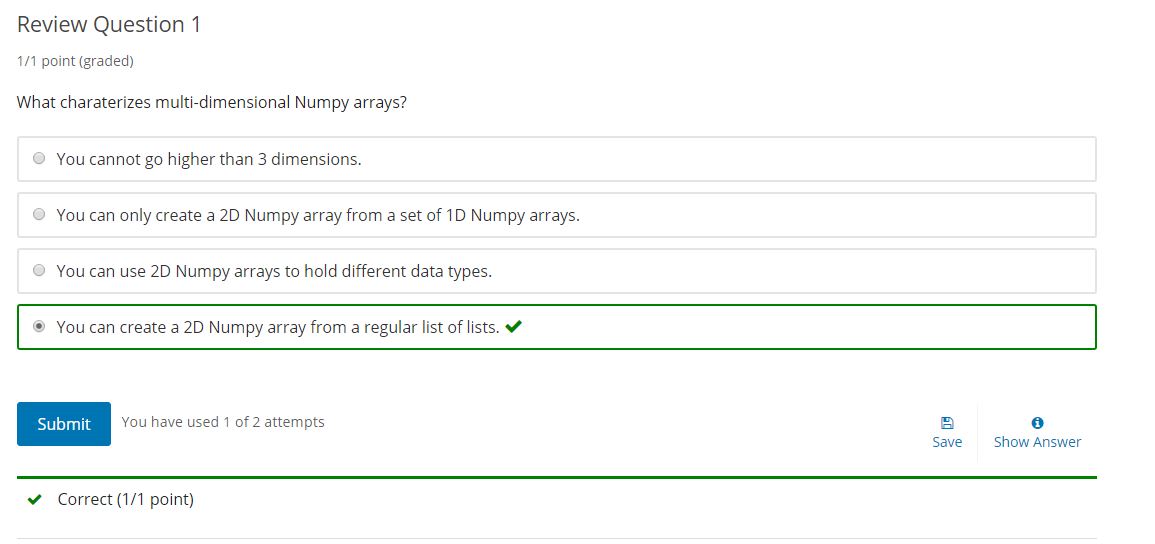 Review Question 1
1/1 point (graded)
What charaterizes multi-dimensional Numpy arrays?
You cannot go higher than 3 dimensions.
You can only create a 2D Numpy array from a set of 1D Numpy arrays.
You can use 2D Numpy arrays to hold different data types.
You can create a 2D Numpy array from a regular list of lists.
Submit
You have used 1 of 2 attempts
Save
Show Answer
Correct (1/1 point)